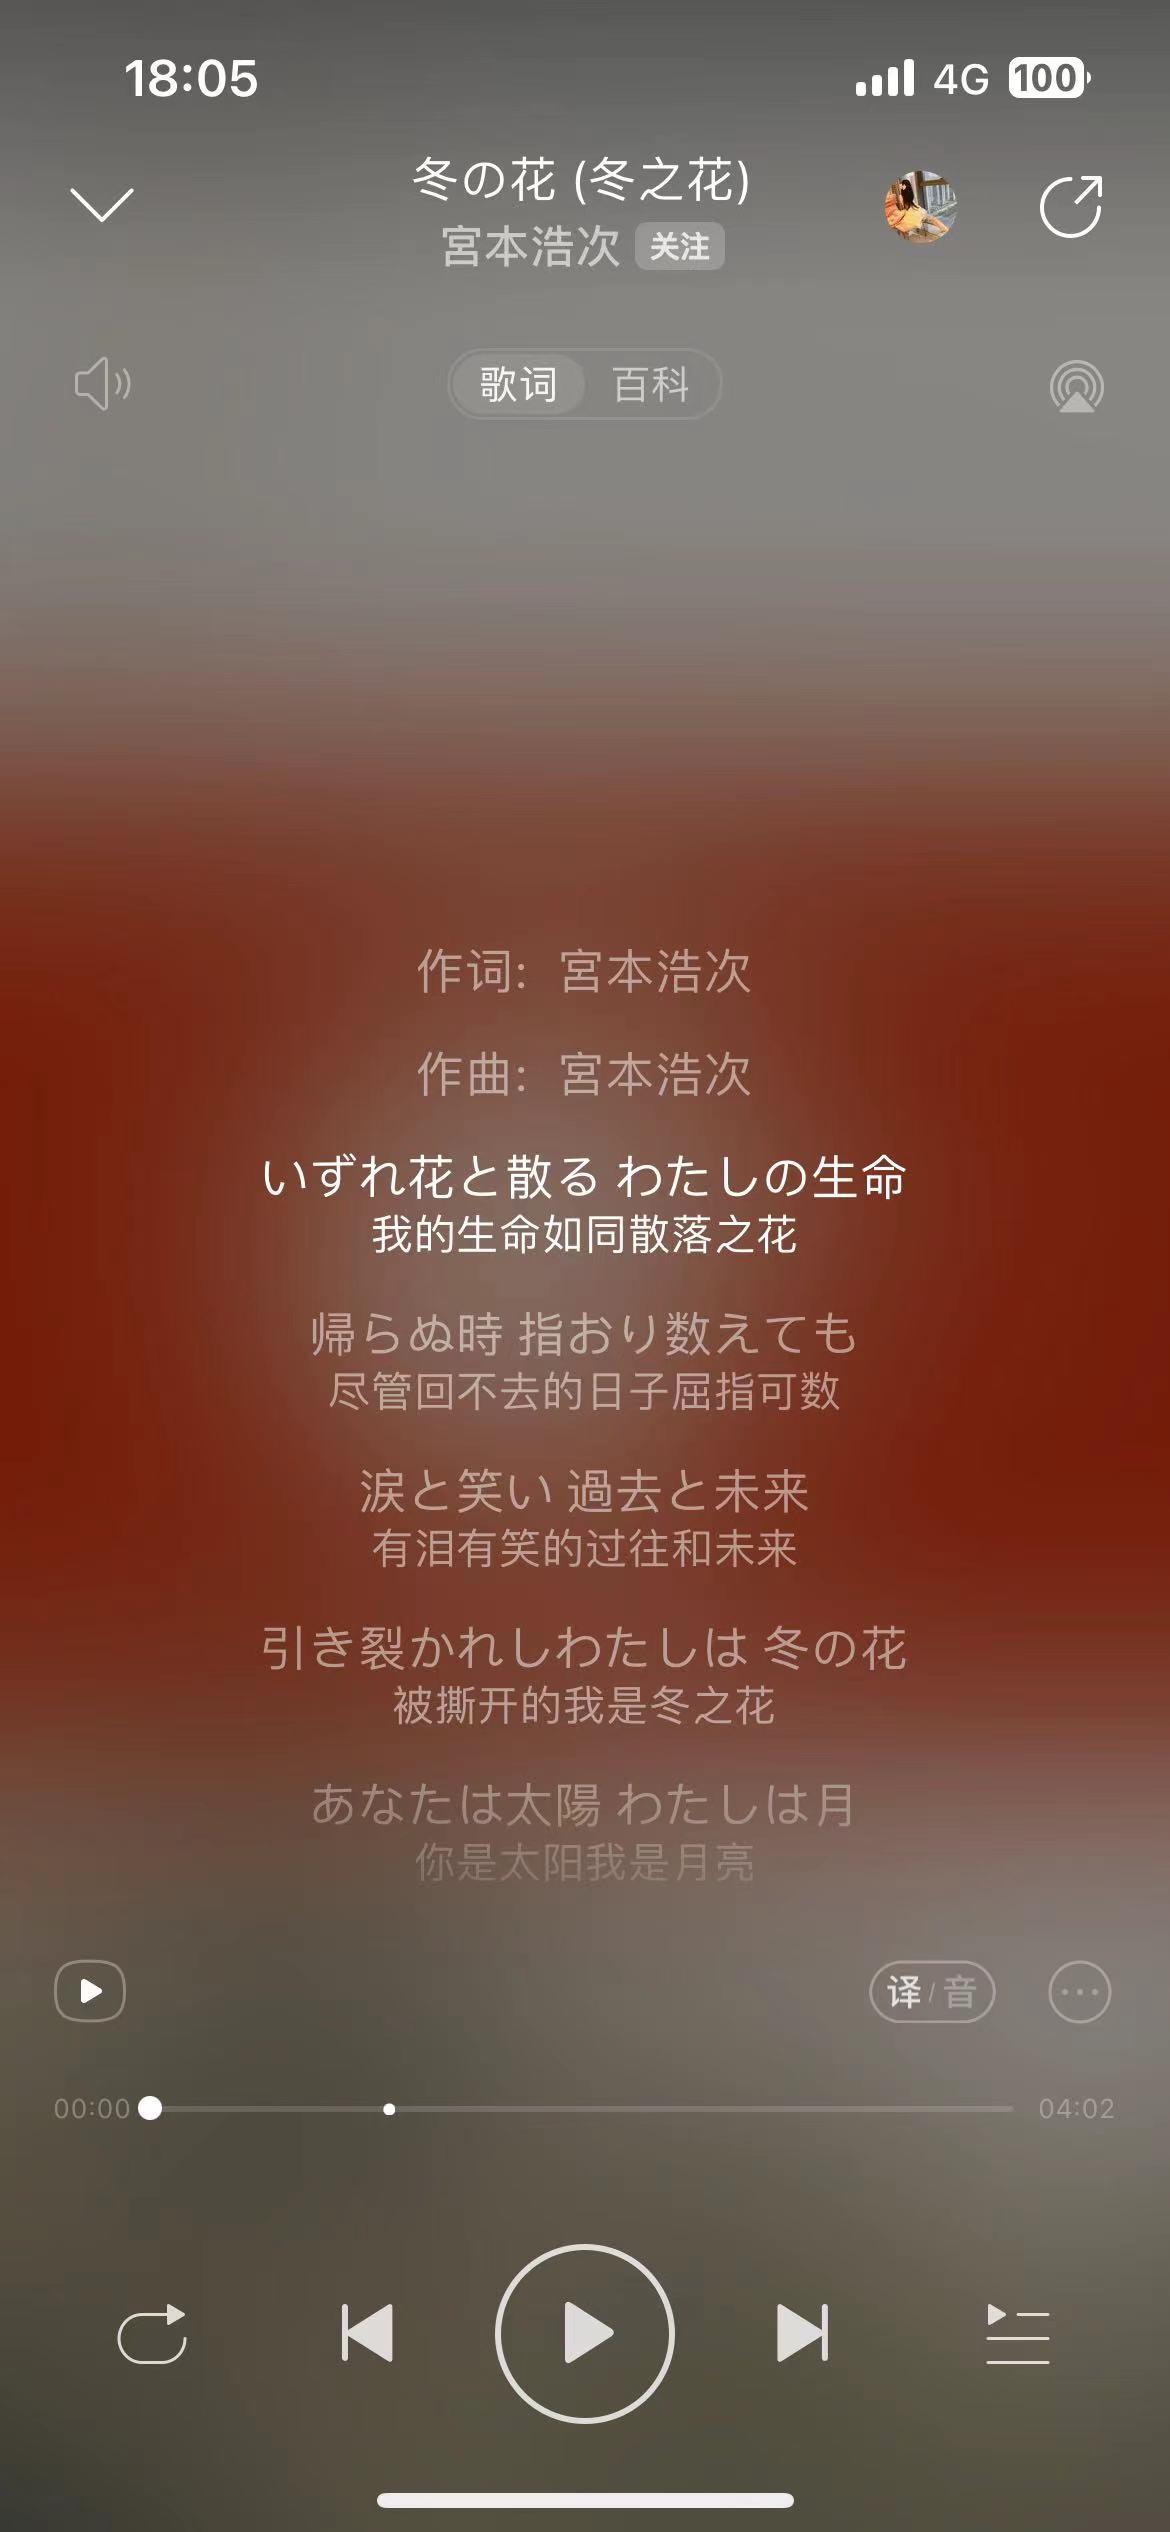 18:05 4G 100
冬の花 (冬之花)
宮本浩次 关注
歌词 百科
作词：宮本浩次
作曲：宮本浩次
いずれ花と散る わたしの生命
我的生命如同散落之花
帰らぬ時 指おり数えても
尽管回不去的日子屈指可数
涙と笑い 過去と未来
有泪有笑的过往和未来
引き裂かれしわたしは 冬の花
被撕开的我是冬之花
あなたは太陽 わたしは月
你是太阳我是月亮
译/音
00:00 04:02